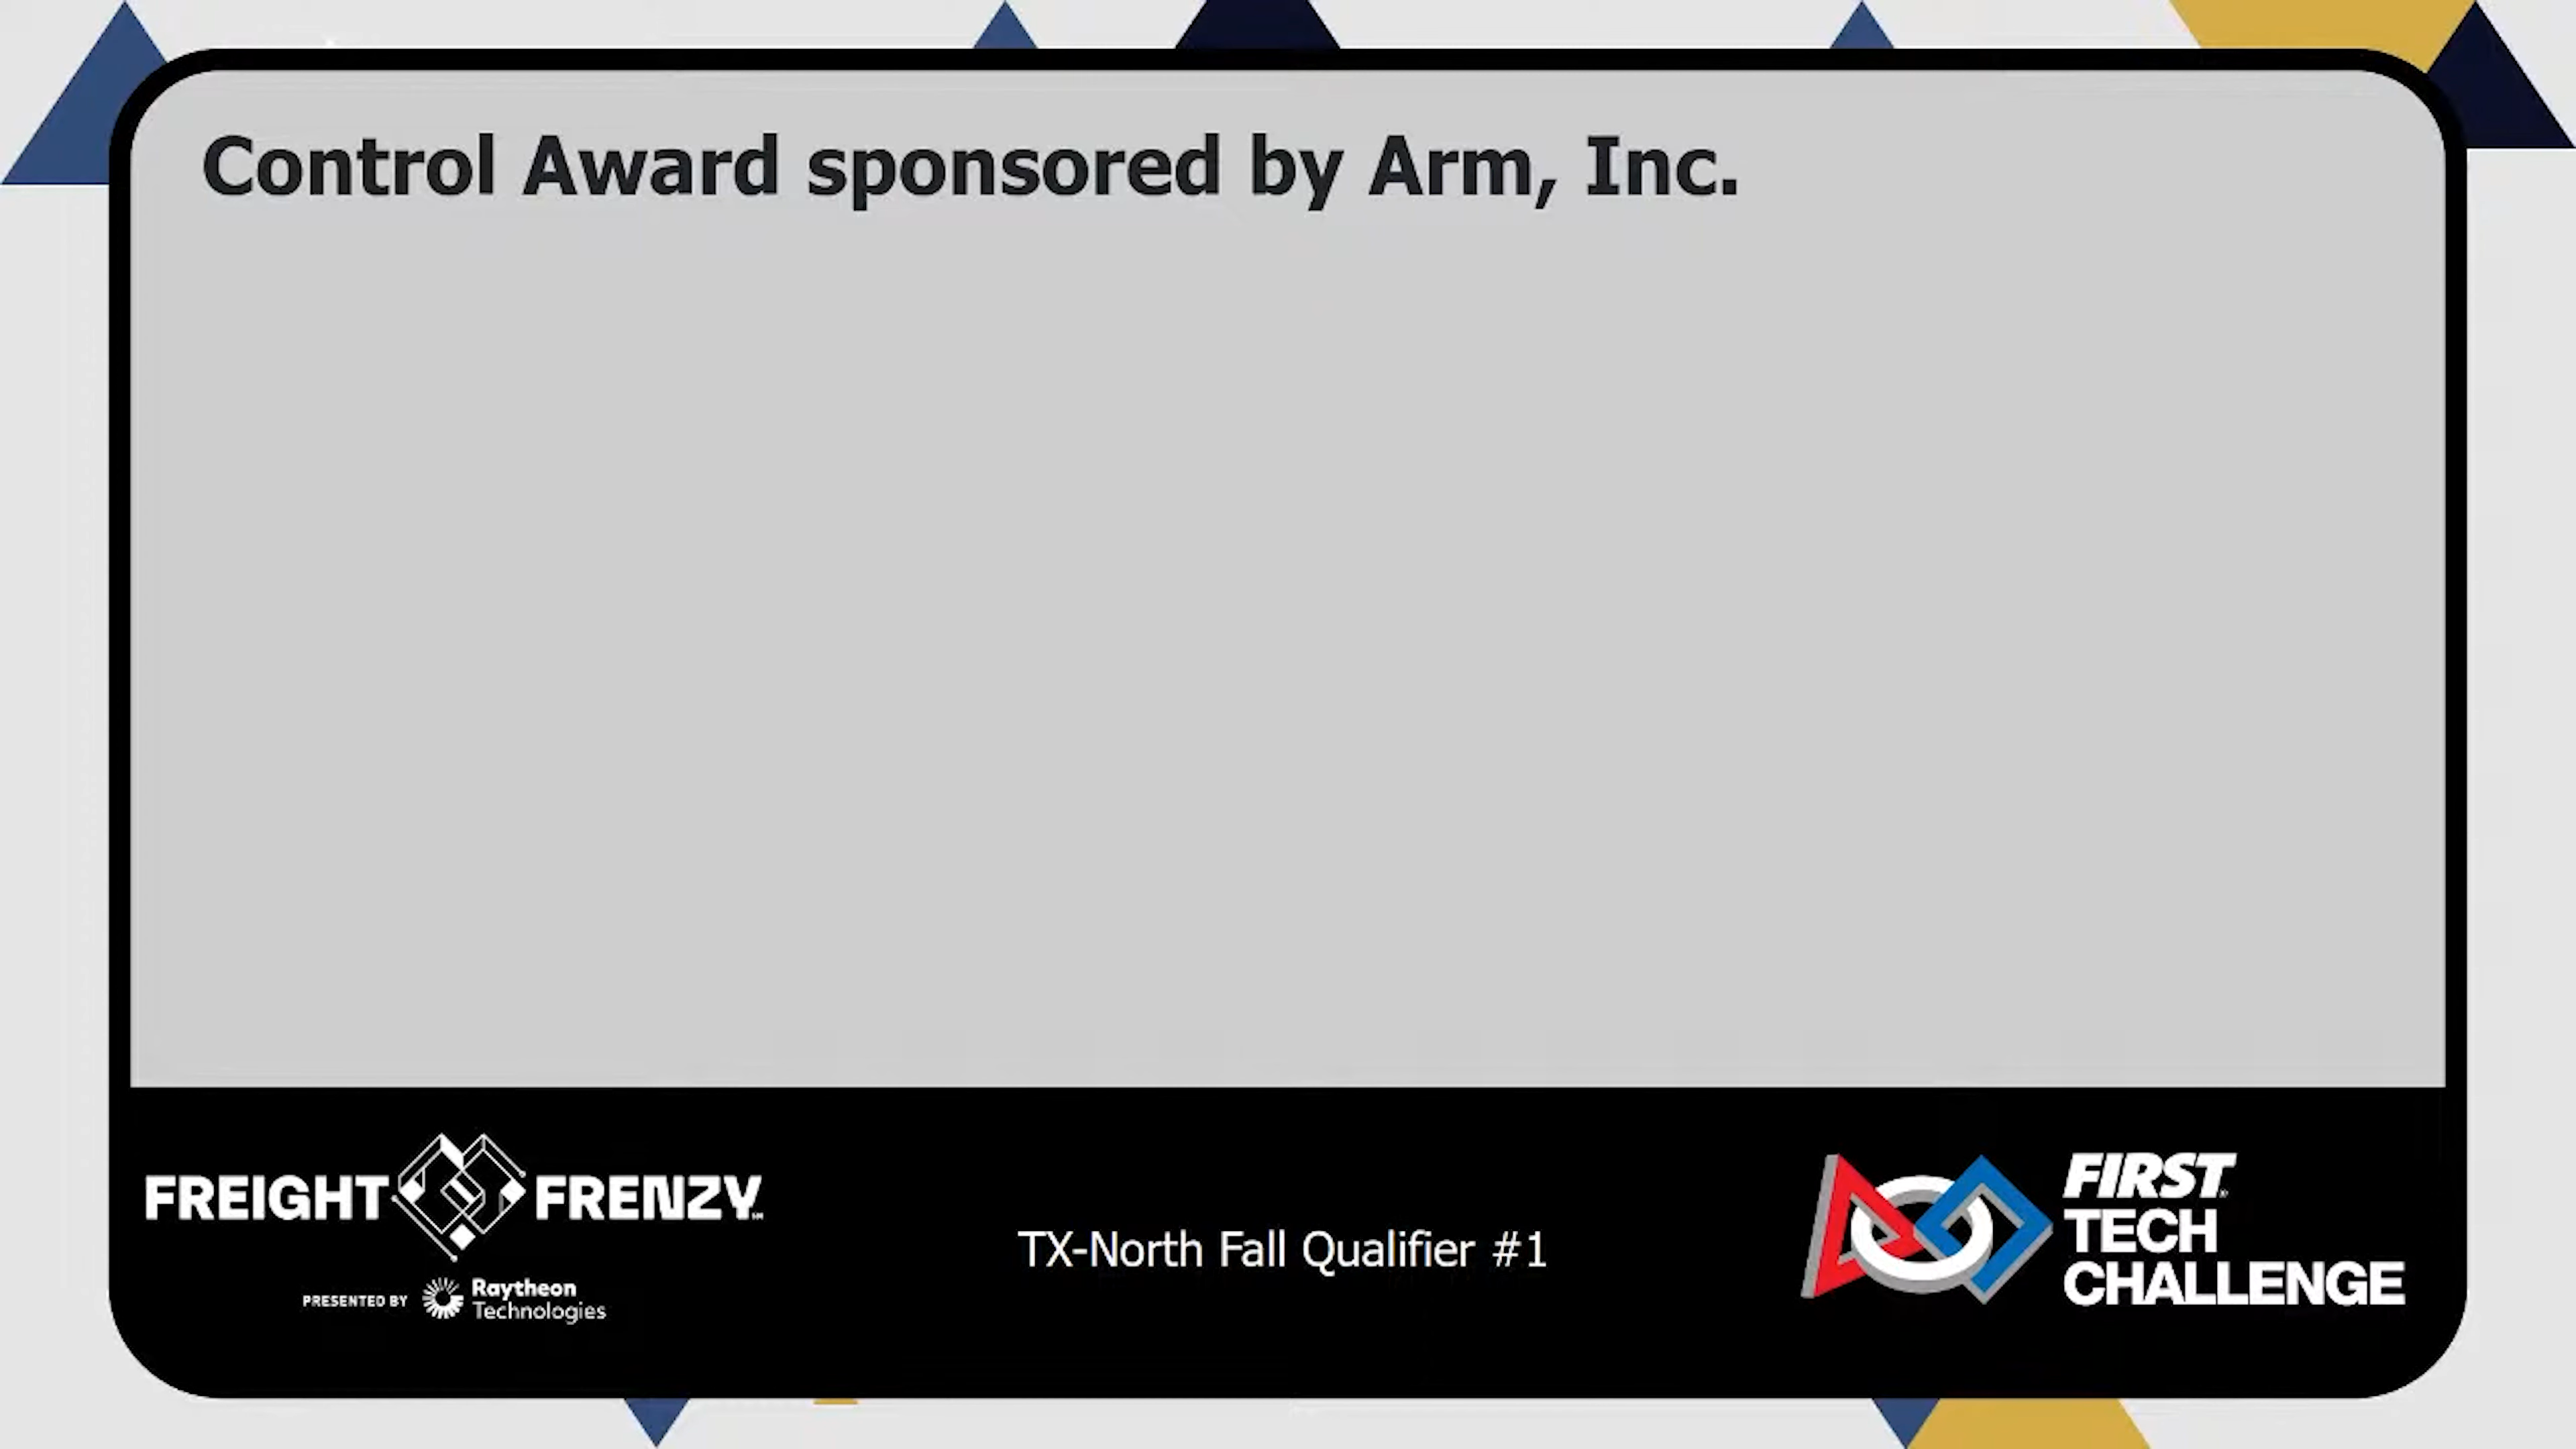 Control Award sponsored by Arm, Inc.
FREIGHT FRENZY
PRESENTED BY Raytheon
Technologies
TX-North Fall Qualifier #1
FIRST
TECH
CHALLENGE